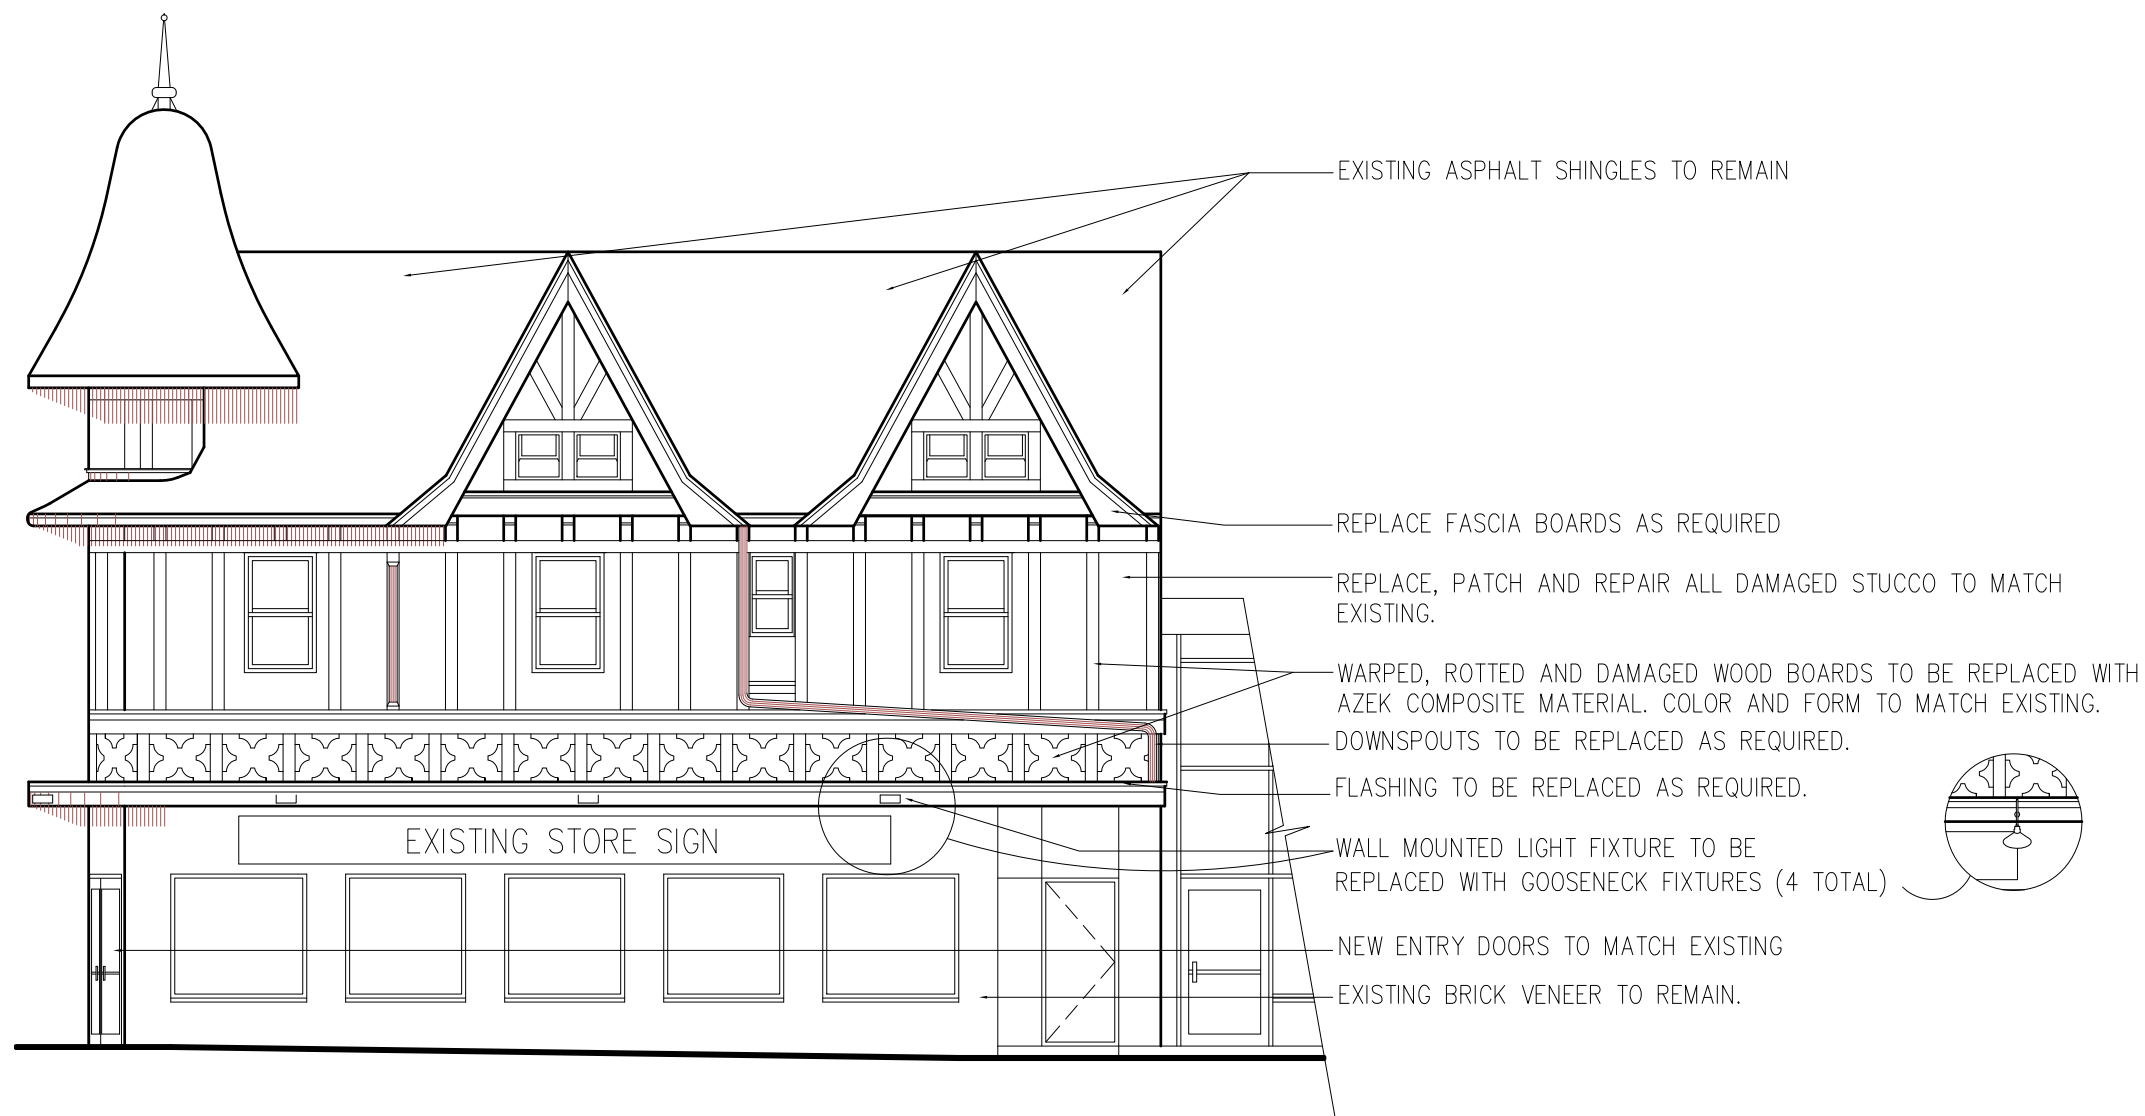 EXISTING ASPHALT SHINGLES TO REMAIN
REPLACE FASCIA BOARDS AS REQUIRED
REPLACE, PATCH AND REPAIR ALL DAMAGED STUCCO TO MATCH
EXISTING.
WARPED, ROTTED AND DAMAGED WOOD BOARDS TO BE REPLACED WITH
AZEK COMPOSITE MATERIAL. COLOR AND FORM TO MATCH EXISTING.
DOWNSPOUTS TO BE REPLACED AS REQUIRED.
FLASHING TO BE REPLACED AS REQUIRED.
EXISTING STORE SIGN
WALL MOUNTED LIGHT FIXTURE TO BE
REPLACED WITH GOOSENECK FIXTURES (4 TOTAL)
NEW ENTRY DOORS TO MATCH EXISTING
EXISTING BRICK VENEER TO REMAIN.